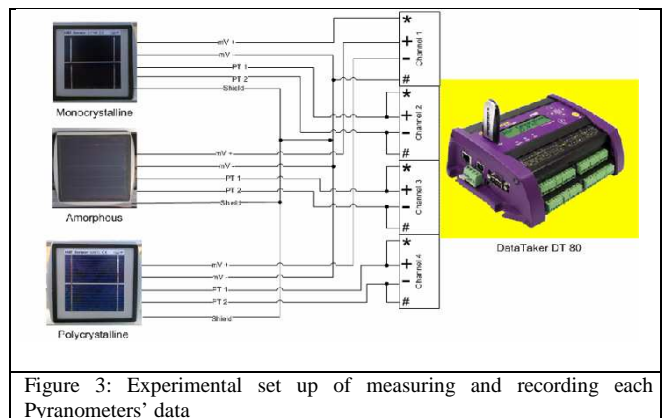 mV +
mV -
PT 1
PT 2
Shield
Monocrystalline
mV +
mV -
PT 1
PT 2
Shield
Amorphous
mV +
mV -
PT 1
PT 2
Shield
Polycrystalline
*
+
-
#
Channel 1
*
+
-
#
Channel 2
*
+
-
#
Channel 3
*
+
-
#
Channel 4
DataTaker DT 80
Figure 3: Experimental set up of measuring and recording each
Pyranometers' data